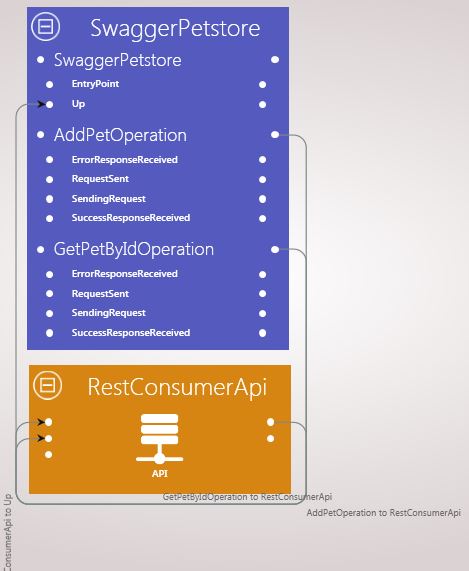 SwaggerPetstore
SwaggerPetstore
EntryPoint
Up
AddPetOperation
ErrorResponseReceived
RequestSent
SendingRequest
SuccessResponseReceived
GetPetByIdOperation
ErrorResponseReceived
RequestSent
SendingRequest
SuccessResponseReceived
RestConsumerApi
API
GetPetByIdOperation to RestConsumerApi
AddPetOperation to RestConsumerApi
ConsumerApi to Up